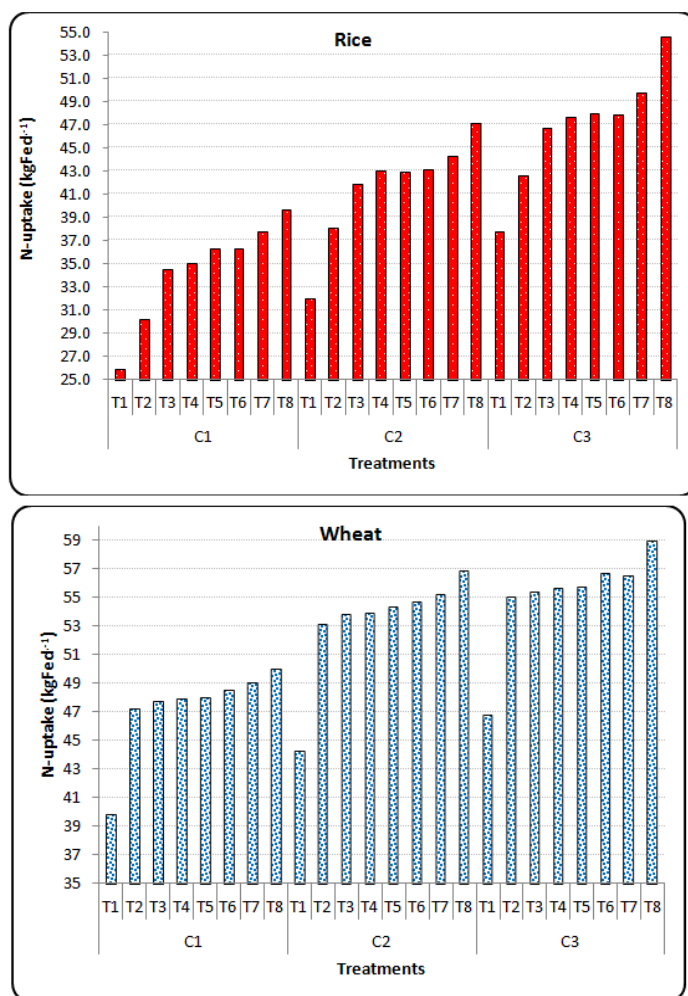 Rice
55.0
53.0
51.0
49.0
47.0
45.0
43.0
41.0
39.0
37.0
35.0
33.0
31.0
29.0
27.0
25.0
N-uptake (kgFed.-1)
T1 T2 T3 T4 T5 T6 T7 T8 T1 T2 T3 T4 T5 T6 T7 T8 T1 T2 T3 T4 T5 T6 T7 T8
C1 C2 C3
Treatments
Wheat
59
57
55
53
51
49
47
45
43
41
39
37
35
N-uptake (kgFed.-1)
T1 T2 T3 T4 T5 T6 T7 T8 T1 T2 T3 T4 T5 T6 T7 T8 T1 T2 T3 T4 T5 T6 T7 T8
C1 C2 C3
Treatments